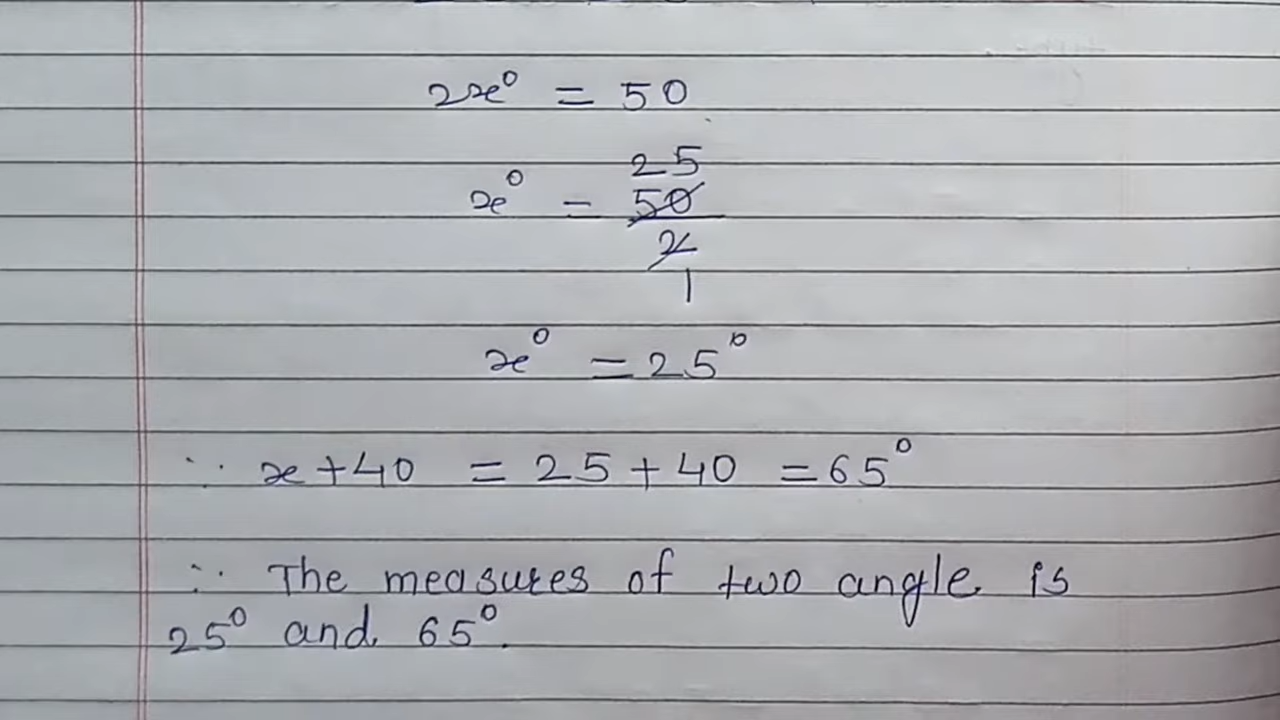 2x° = 50
25
x° = 50
2
1
x° = 25°
∵ x + 40 = 25 + 40 = 65°
∴ The measures of two angle is
25° and 65°.